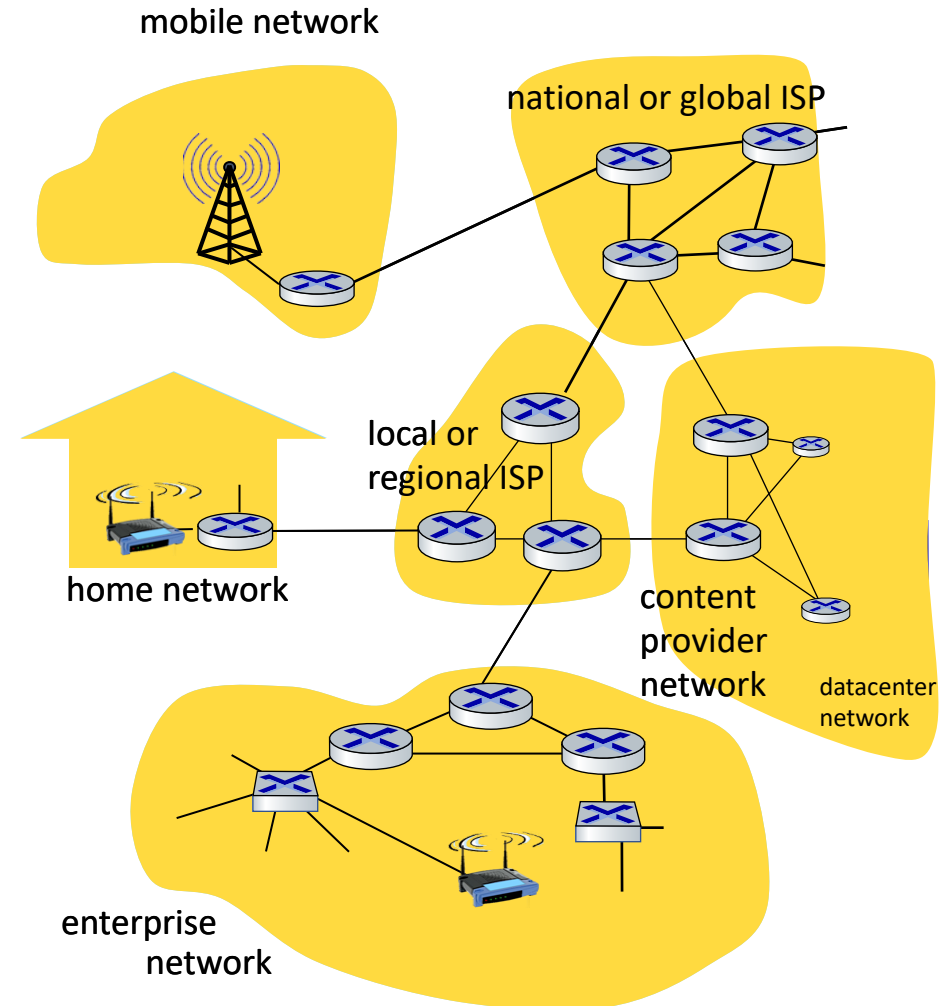 mobile network
national or global ISP
local or
regional ISP
home network
content
provider
network
datacenter
network
enterprise
network